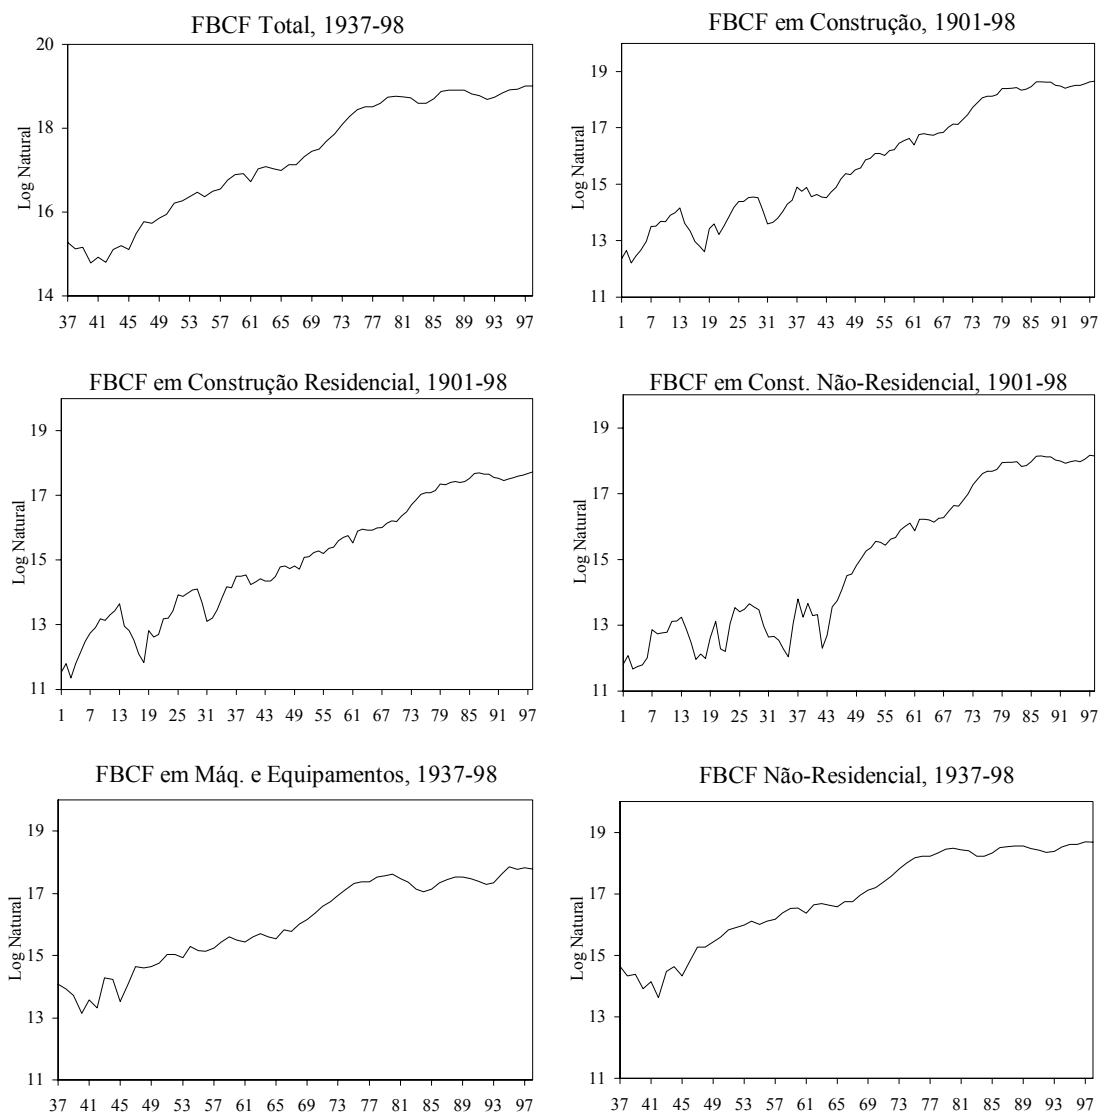 FBCF Total, 1937-98
20
18
16
14
Log Natural
37 41 45 49 53 57 61 65 69 73 77 81 85 89 93 97
FBCF em Construção, 1901-98
19
17
15
13
11
Log Natural
1 7 13 19 25 31 37 43 49 55 61 67 73 79 85 91 97
FBCF em Construção Residencial, 1901-98
19
17
15
13
11
Log Natural
1 7 13 19 25 31 37 43 49 55 61 67 73 79 85 91 97
FBCF em Const. Não-Residencial, 1901-98
19
17
15
13
11
Log Natural
1 7 13 19 25 31 37 43 49 55 61 67 73 79 85 91 97
FBCF em Máq. e Equipamentos, 1937-98
19
17
15
13
11
Log Natural
37 41 45 49 53 57 61 65 69 73 77 81 85 89 93 97
FBCF Não-Residencial, 1937-98
19
17
15
13
11
Log Natural
37 41 45 49 53 57 61 65 69 73 77 81 85 89 93 97